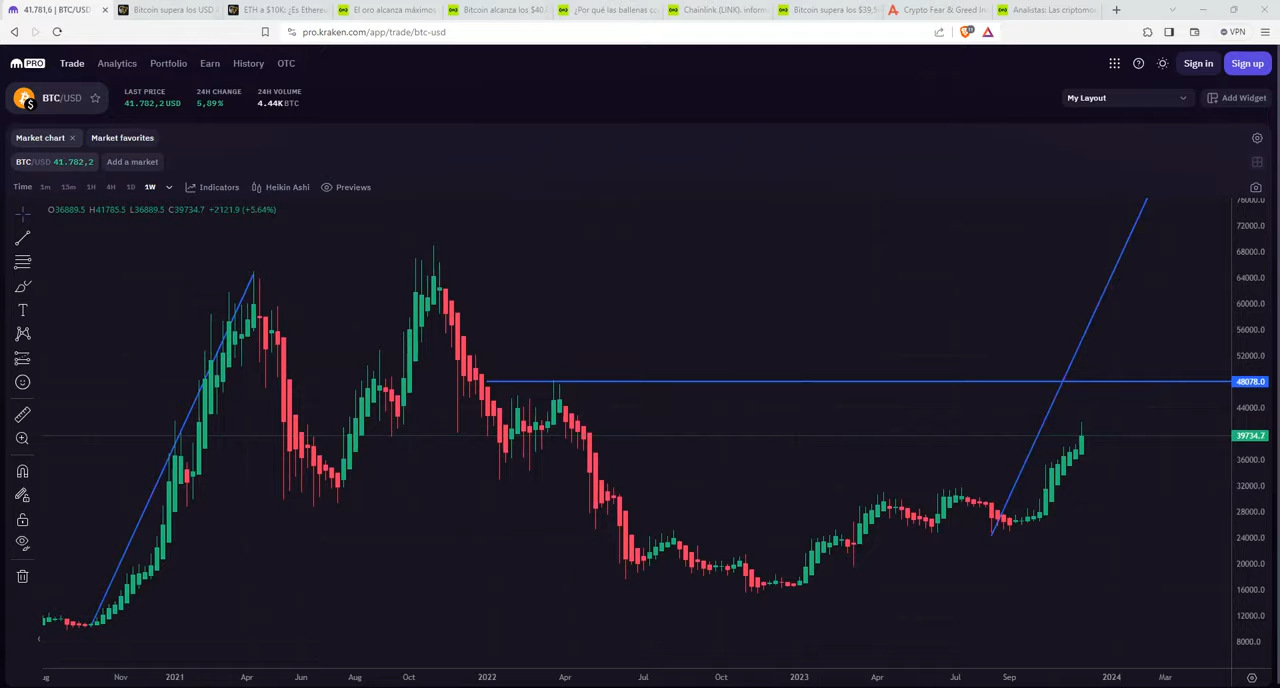 41.781,6 | BTC/USD
Bitcoin supera los USD 4
ETH a $10K: ¿Es Ethereu
El oro alcanza máximos
Bitcoin alcanza los $40.
¿Por qué las ballenas co
Chainlink (LINK). inform
Bitcoin supera los $39,5
Crypto Fear & Greed In
Analistas: Las criptomo
pro.kraken.com/app/trade/btc-usd
VPN
PRO
Trade
Analytics
Portfolio
Earn
History
OTC
Sign in
Sign up
BTC/USD
LAST PRICE
41.782,2 USD
24H CHANGE
5,89%
24H VOLUME
4.44K BTC
My Layout
Add Widget
Market chart
Market favorites
BTC/USD 41.782,2
Add a market
Time 1m 15m 1H 4H 1D 1W
Indicators
Heikin Ashi
Previews
O36889.5 H41785.5 L36889.5 C39734.7 +2121.9 (+5.64%)
76000.0
72000.0
68000.0
64000.0
60000.0
56000.0
52000.0
48078.0
44000.0
39734.7
36000.0
32000.0
28000.0
24000.0
20000.0
16000.0
12000.0
8000.0
ug Nov 2021 Apr Jun Aug Oct 2022 Apr Jul Oct 2023 Apr Jul Sep 2024 Mar